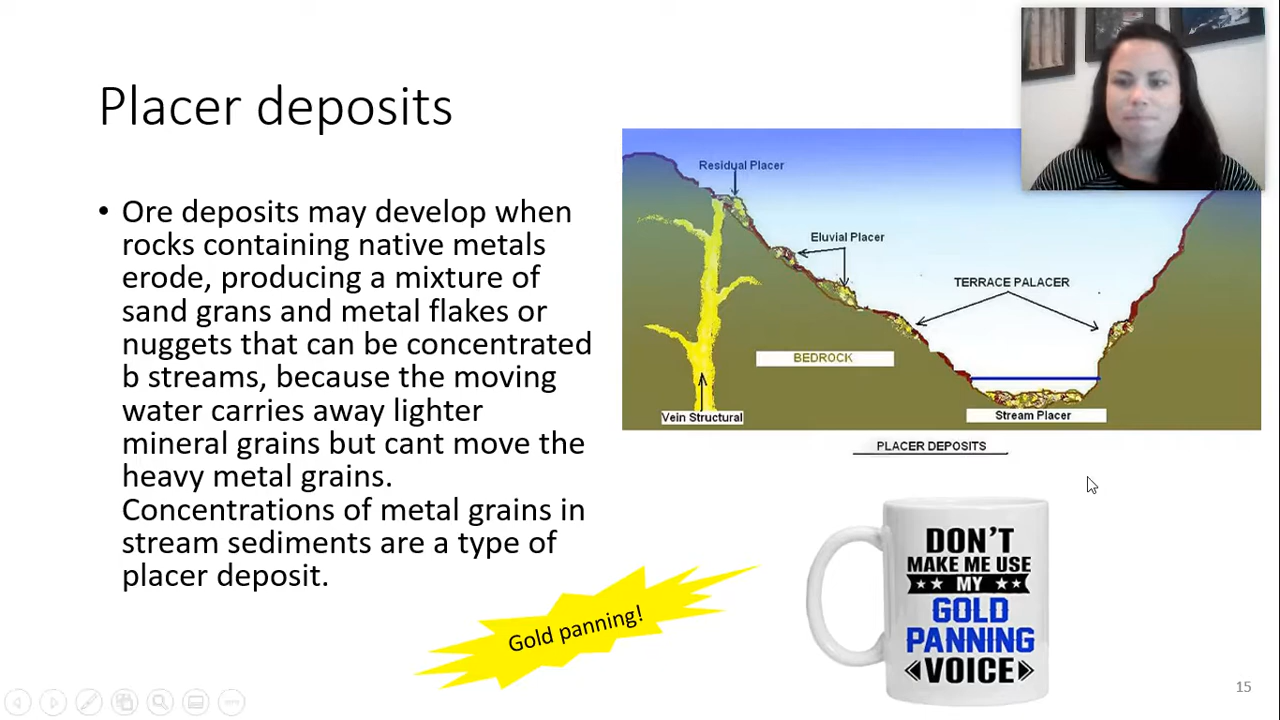 Placer deposits
• Ore deposits may develop when
rocks containing native metals
erode, producing a mixture of
sand grans and metal flakes or
nuggets that can be concentrated
b streams, because the moving
water carries away lighter
mineral grains but cant move the
heavy metal grains.
Concentrations of metal grains in
stream sediments are a type of
placer deposit.
Gold panning!
Residual Placer
Eluvial Placer
TERRACE PALACER
BEDROCK
Vein Structural
Stream Placer
PLACER DEPOSITS
DON'T
MAKE ME USE
MY
GOLD
PANNING
VOICE
15